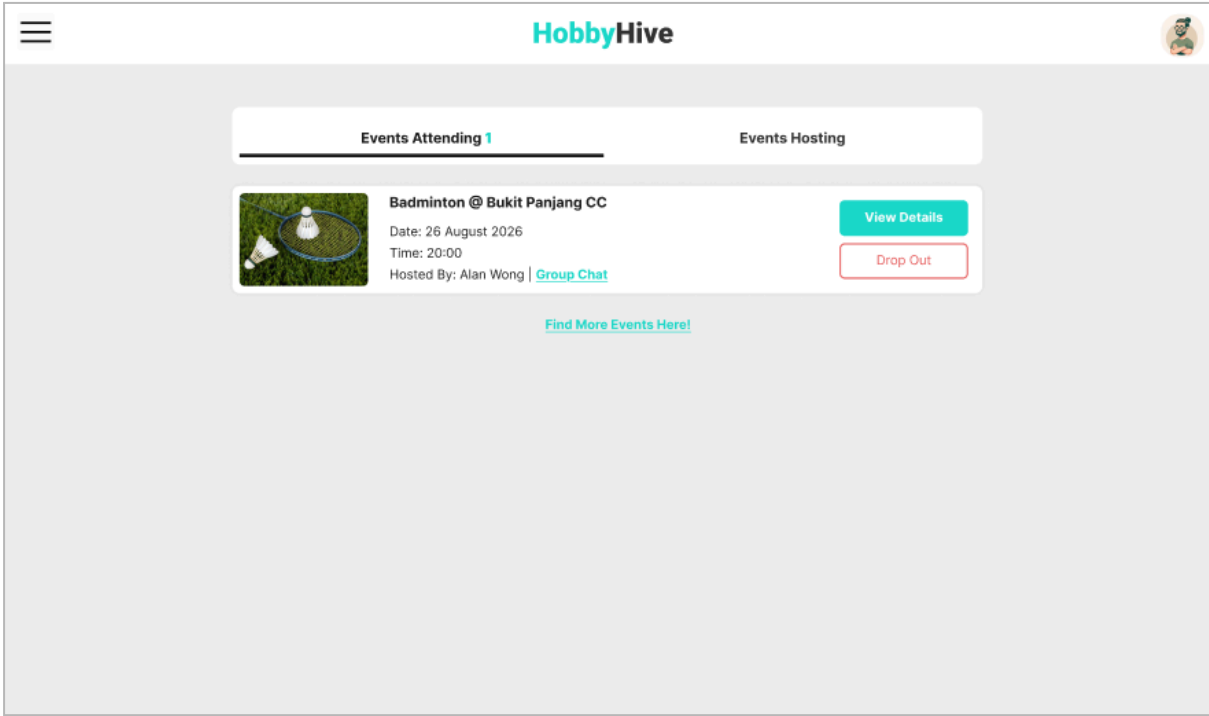 HobbyHive
Events Attending 1
Events Hosting
Badminton @ Bukit Panjang CC
Date: 26 August 2026
Time: 20:00
Hosted By: Alan Wong | Group Chat
View Details
Drop Out
Find More Events Here!